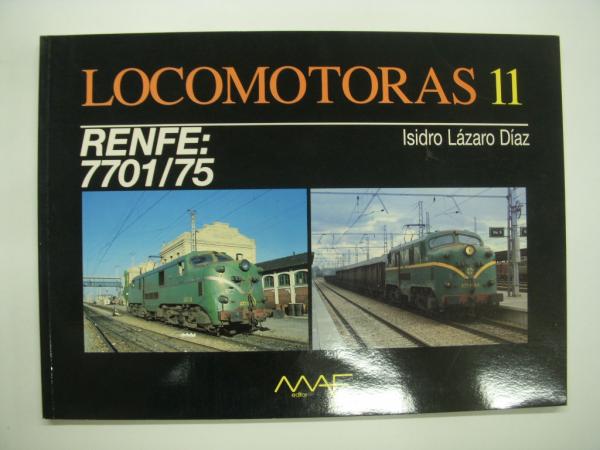 LOCOMOTORAS 11
RENFE:
7701/75
Isidro Lázaro Díaz
MAF
editor